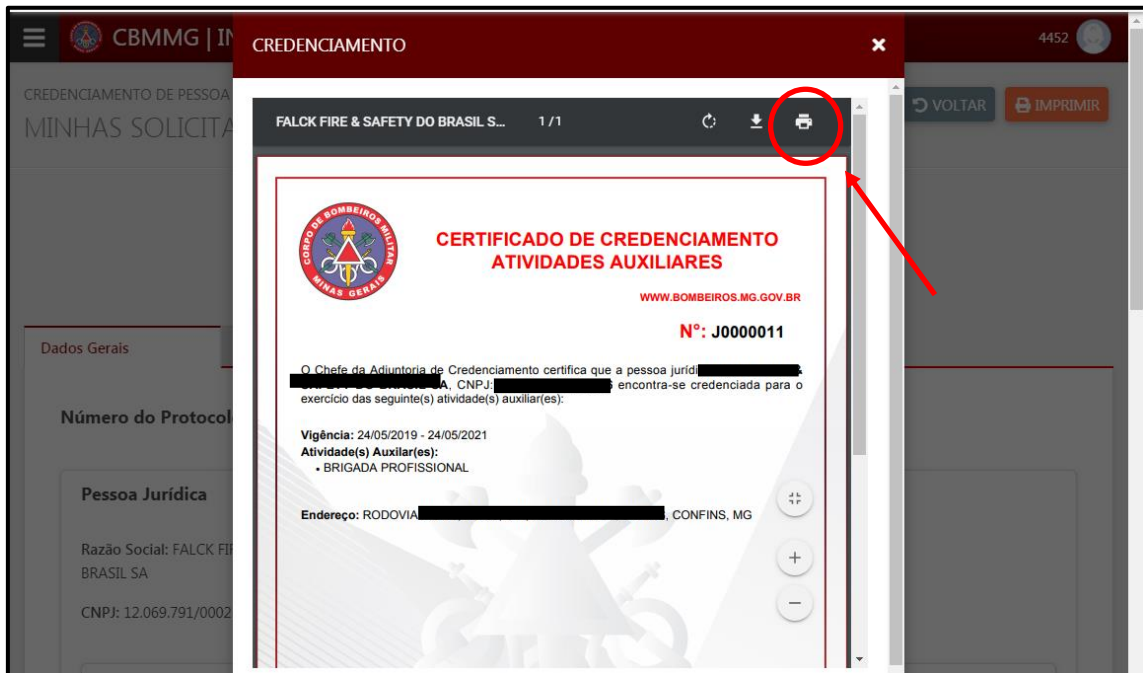 CBMMG | IN
CREDENCIAMENTO
4452
CREDENCIAMENTO DE PESSOA
MINHAS SOLICITA
VOLTAR
IMPRIMIR
FALCK FIRE & SAFETY DO BRASIL S... 1 / 1
CORPO DE BOMBEIROS MILITAR
MINAS GERAIS
CERTIFICADO DE CREDENCIAMENTO
ATIVIDADES AUXILIARES
WWW.BOMBEIROS.MG.GOV.BR
N°: J0000011
Dados Gerais
O Chefe da Adjuntoria de Credenciamento certifica que a pessoa jurídi
A, CNPJ: encontra-se credenciada para o
exercício das seguinte(s) atividade(s) auxiliar(es):
Número do Protocol
Vigência: 24/05/2019 - 24/05/2021
Atividade(s) Auxilar(es):
• BRIGADA PROFISSIONAL
Pessoa Jurídica
Endereço: RODOVIA , CONFINS, MG
Razão Social: FALCK FI
BRASIL SA
CNPJ: 12.069.791/0002